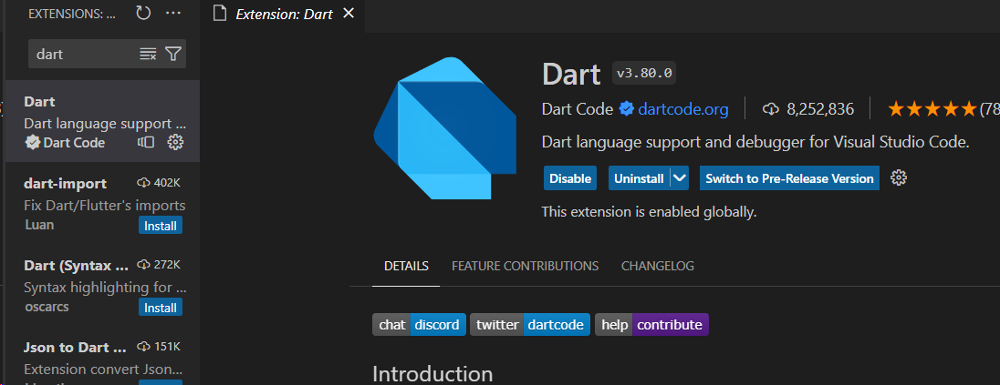 EXTENSIONS: ...
dart
Dart
Dart language support ...
Dart Code
dart-import 402K
Fix Dart/Flutter's imports
Luan Install
Dart (Syntax ... 272K
Syntax highlighting for ...
oscarcs Install
Json to Dart ... 151K
Extension convert Json...
Extension: Dart
Dart v3.80.0
Dart Code dartcode.org 8,252,836 (78
Dart language support and debugger for Visual Studio Code.
Disable Uninstall Switch to Pre-Release Version
This extension is enabled globally.
DETAILS FEATURE CONTRIBUTIONS CHANGELOG
chat discord twitter dartcode help contribute
Introduction